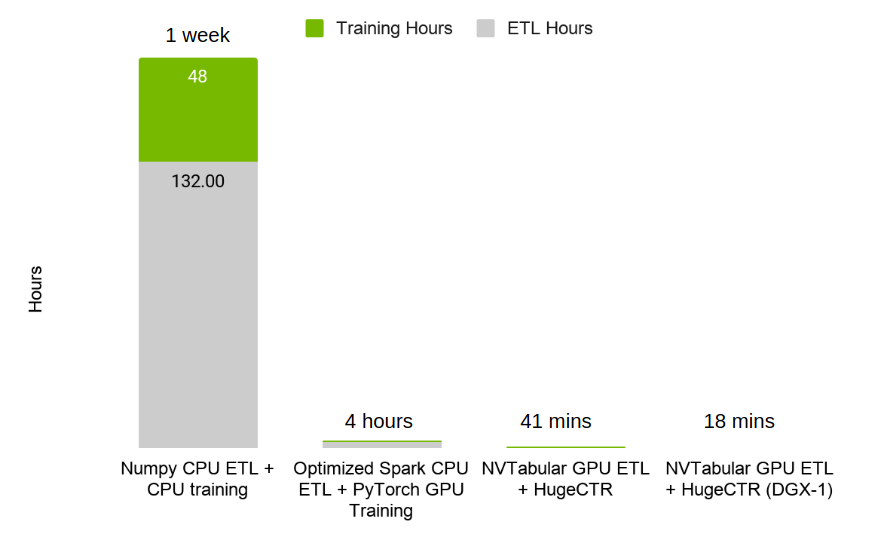 Training Hours
ETL Hours
1 week
48
132.00
Hours
4 hours
41 mins
18 mins
Numpy CPU ETL +
CPU training
Optimized Spark CPU
ETL + PyTorch GPU
Training
NVTabular GPU ETL
+ HugeCTR
NVTabular GPU ETL
+ HugeCTR (DGX-1)